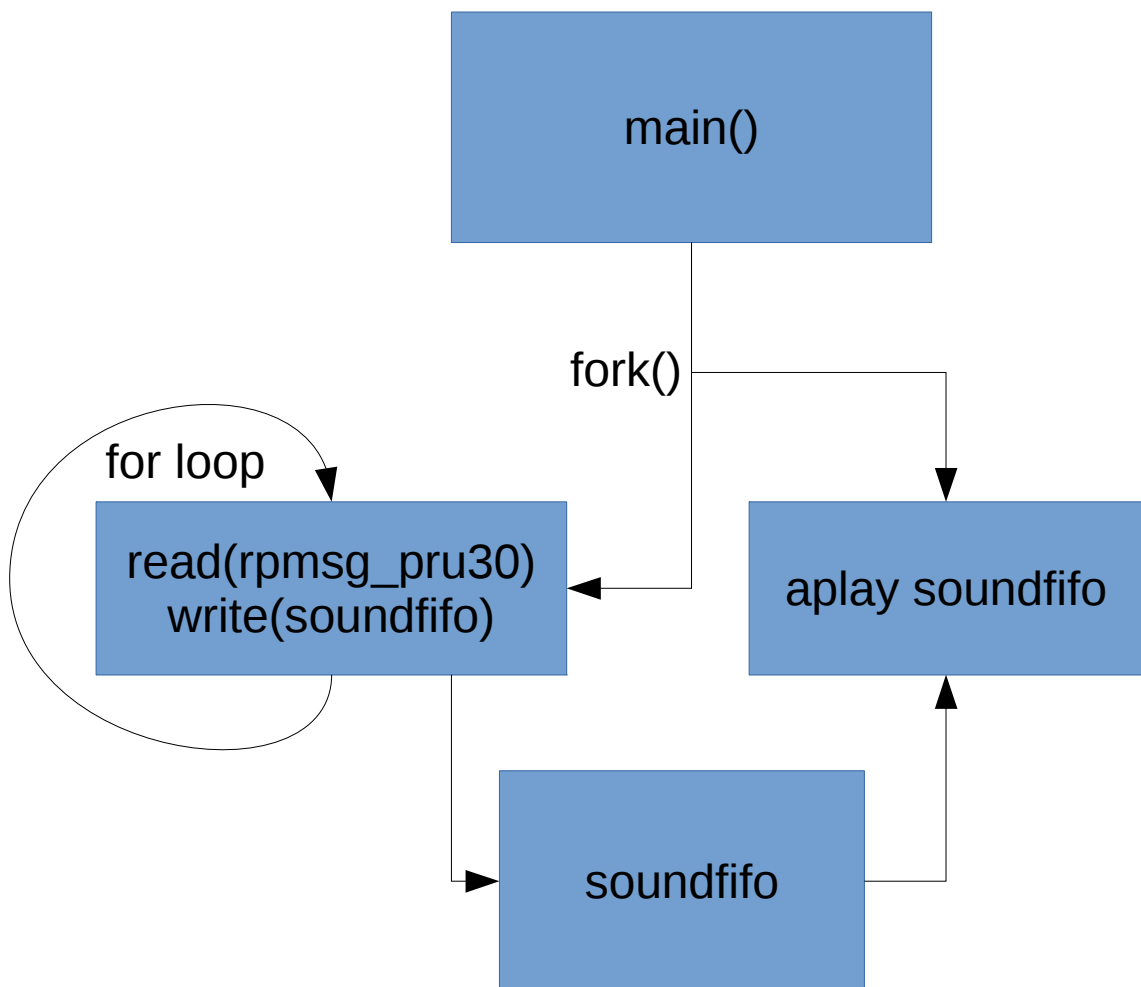 main()
fork()
for loop
read(rpmsg_pru30)
write(soundfifo)
aplay soundfifo
soundfifo